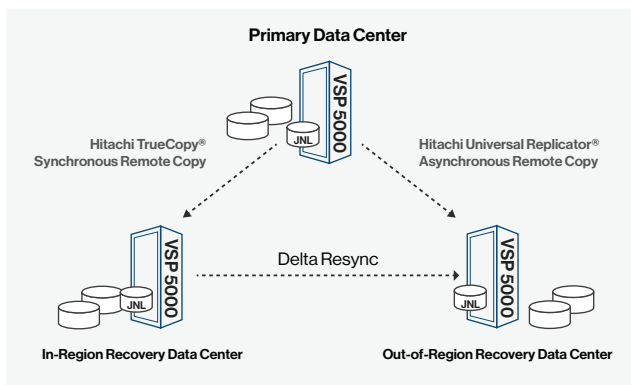 Primary Data Center
VSP 5000
JNL
Hitachi TrueCopy®
Synchronous Remote Copy
Hitachi Universal Replicator®
Asynchronous Remote Copy
VSP 5000
JNL
Delta Resync
VSP 5000
JNL
In-Region Recovery Data Center
Out-of-Region Recovery Data Center